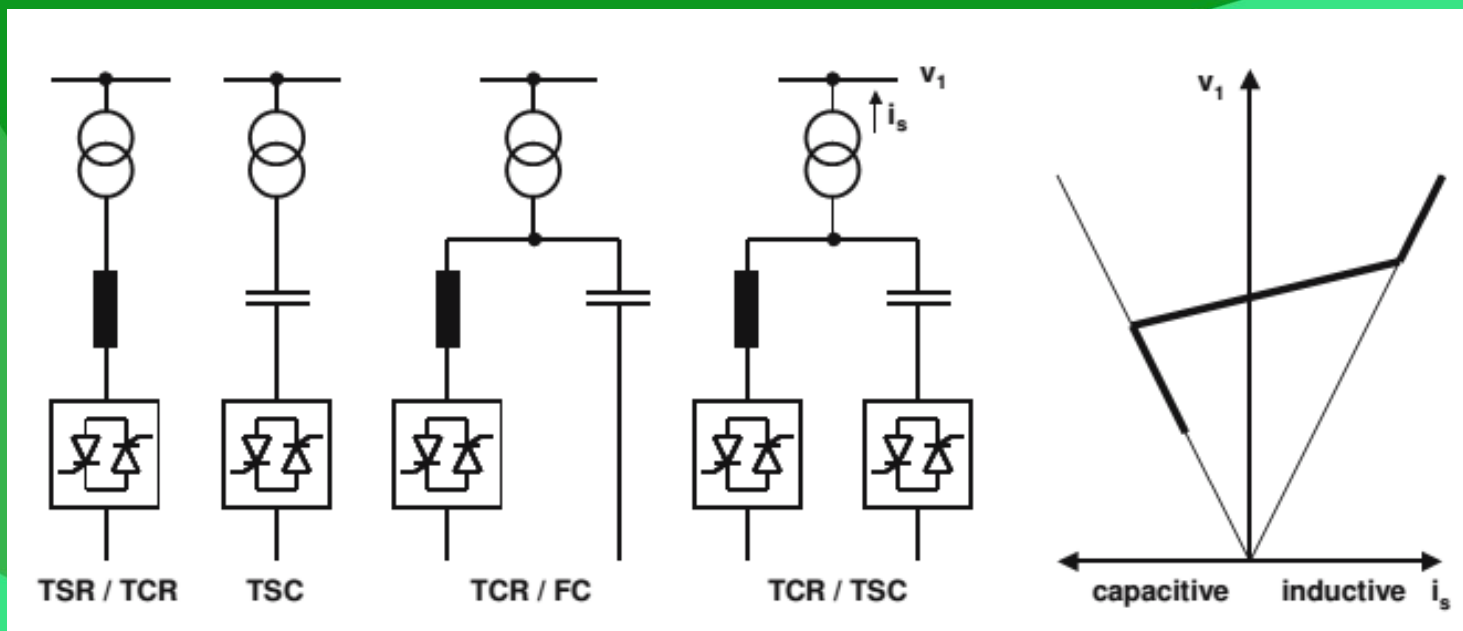 v₁
iₛ
v₁
TSR / TCR
TSC
TCR / FC
TCR / TSC
capacitive
inductive
iₛ